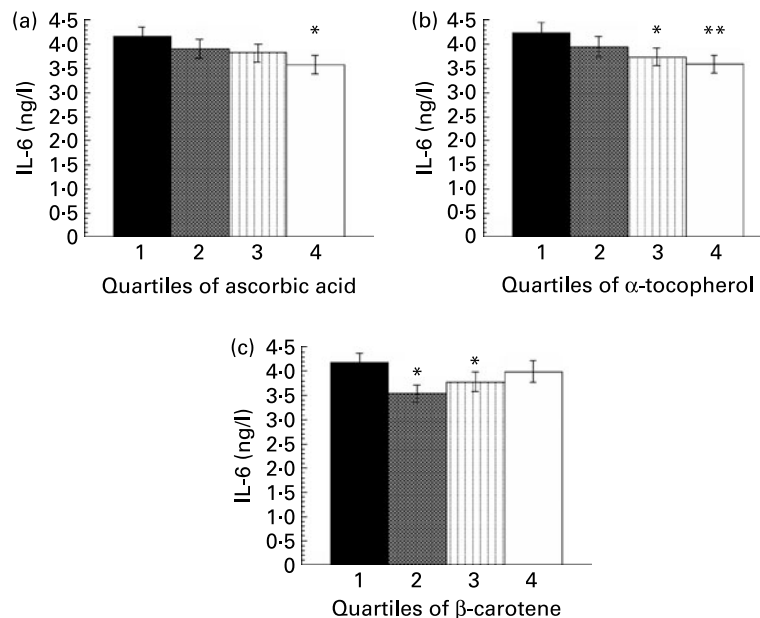 (a)
4·5
4·0
3·5
3·0
2·5
2·0
1·5
1·0
0·5
0
IL-6 (ng/l)
*
1 2 3 4
Quartiles of ascorbic acid
(b)
4·5
4·0
3·5
3·0
2·5
2·0
1·5
1·0
0·5
0
IL-6 (ng/l)
* **
1 2 3 4
Quartiles of α-tocopherol
(c)
4·5
4·0
3·5
3·0
2·5
2·0
1·5
1·0
0·5
0
IL-6 (ng/l)
* *
1 2 3 4
Quartiles of β-carotene